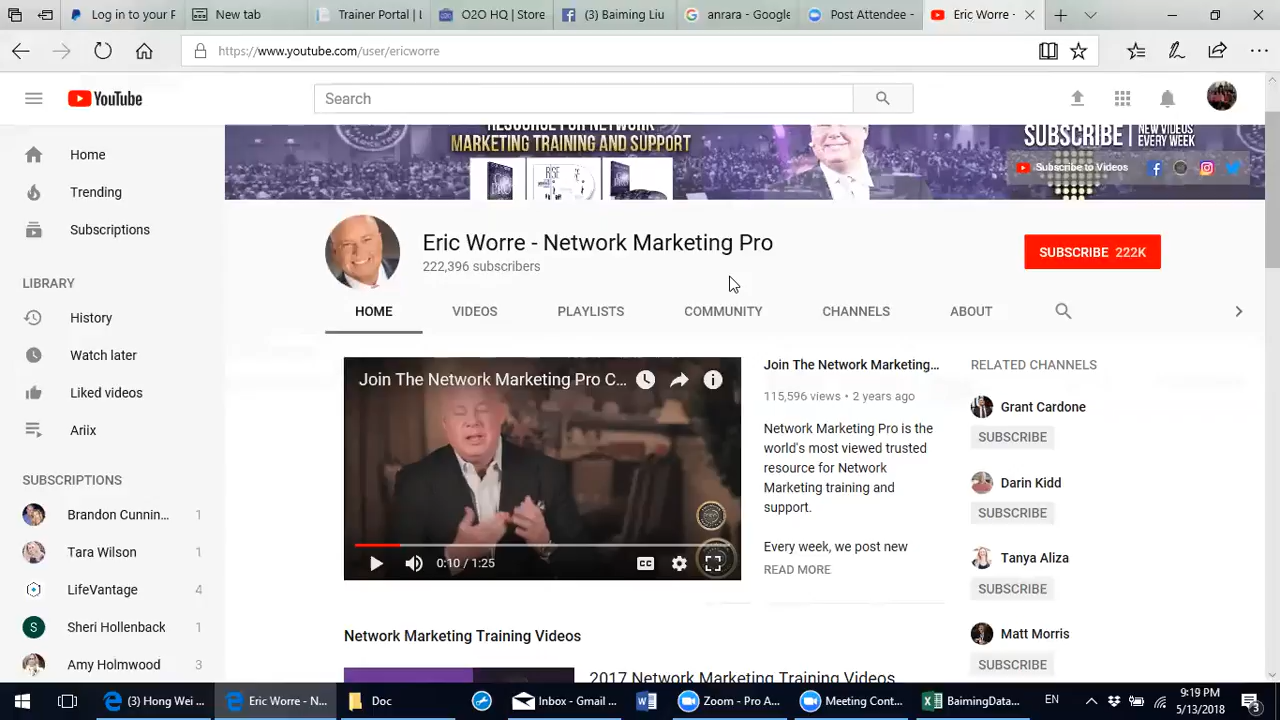 Log in to your F
Netflix
Trainer Portal | e
O2O HQ | Store
(3) Baiming Liu
anrara - Goog
Post Attendee
Eric Worre -
https://www.youtube.com/user/ericworre
YouTube
Search
RESOURCE FOR NETWORK
MARKETING TRAINING AND SUPPORT
SUBSCRIBE | NEW VIDEOS EVERY WEEK
Subscribe to Videos
Home
Trending
Subscriptions
LIBRARY
History
Watch later
Liked videos
Ariix
SUBSCRIPTIONS
Brandon Cunnin... 1
Tara Wilson 1
LifeVantage 4
S Sheri Hollenback 1
Amy Holmwood 3
Eric Worre - Network Marketing Pro
222,396 subscribers
SUBSCRIBE 222K
HOME VIDEOS PLAYLISTS COMMUNITY CHANNELS ABOUT
Join The Network Marketing Pro C...
0:10 / 1:25
CC
Join The Network Marketing...
115,596 views • 2 years ago
Network Marketing Pro is the
world's most viewed trusted
resource for Network
Marketing training and
support.
Every week, we post new
READ MORE
RELATED CHANNELS
Grant Cardone
SUBSCRIBE
Darin Kidd
SUBSCRIBE
Tanya Aliza
SUBSCRIBE
Matt Morris
SUBSCRIBE
Network Marketing Training Videos
2017 Network Marketing Training Videos
(3) Hong Wei ...
Eric Worre - N...
Doc
Inbox - Gmail ...
Zoom - Pro A...
Meeting Cont...
BaimingData...
EN
9:19 PM
5/13/2018
3